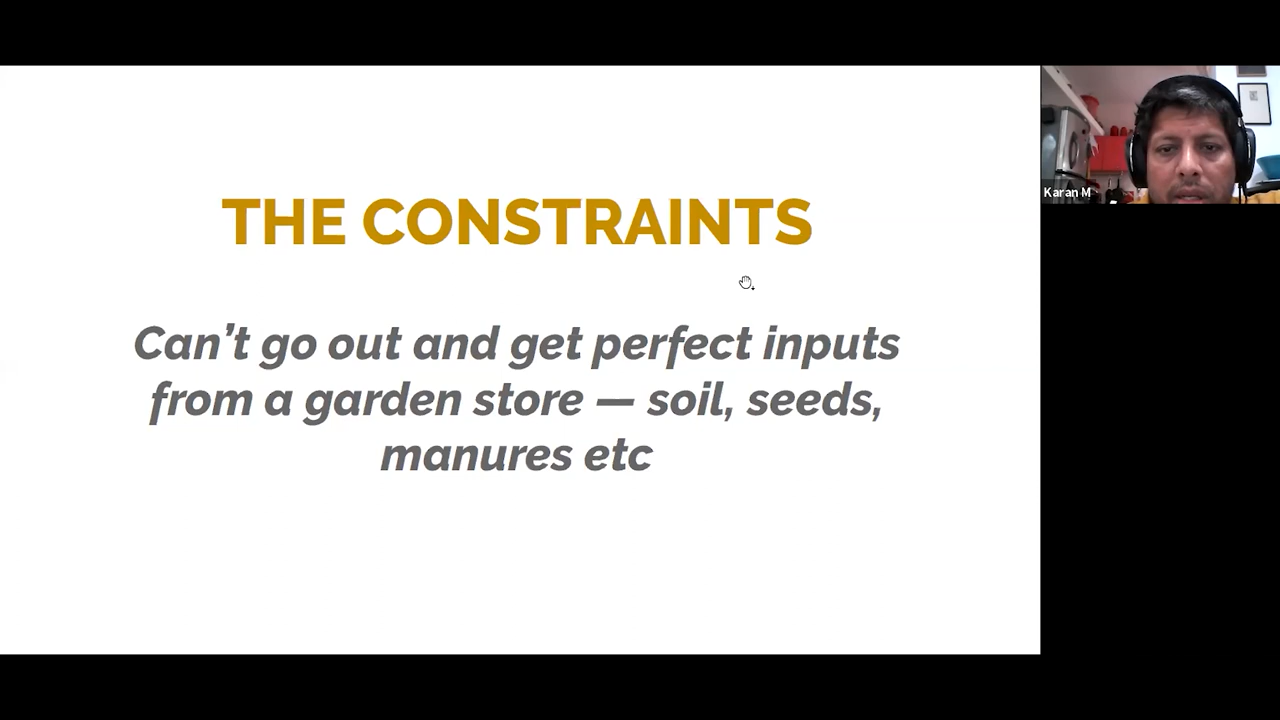 THE CONSTRAINTS
Can’t go out and get perfect inputs
from a garden store — soil, seeds,
manures etc
Karan M